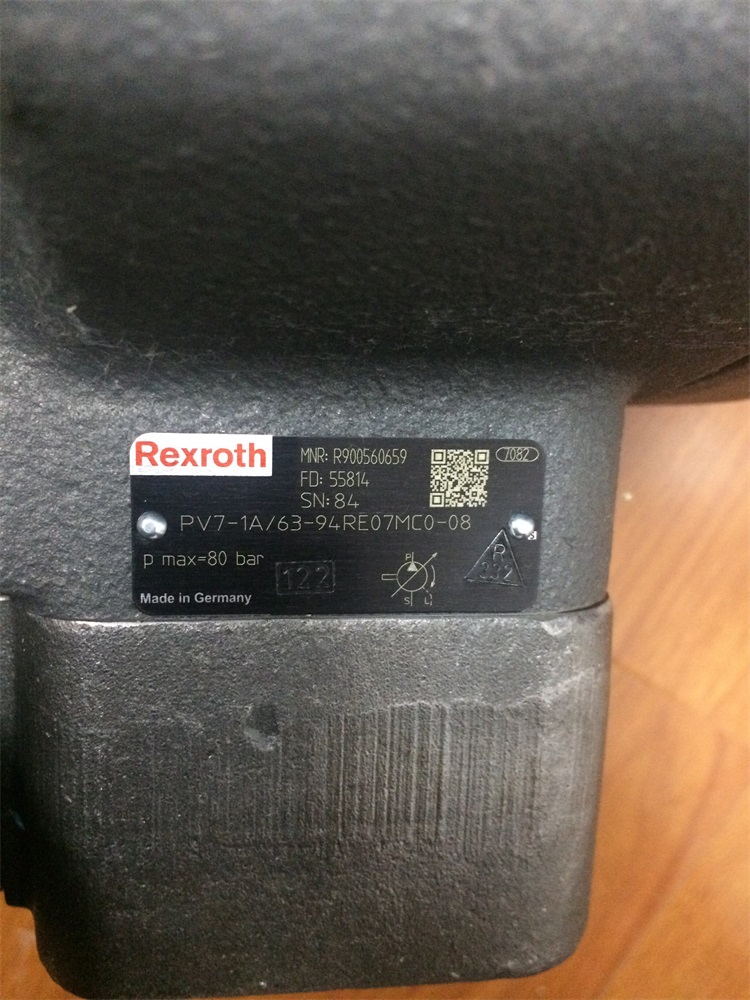 Rexroth
MNR: R900560659
7082
FD: 55814
SN: 84
PV7-1A/63-94RE07MC0-08
p max=80 bar
122
P
S L
R
Made in Germany